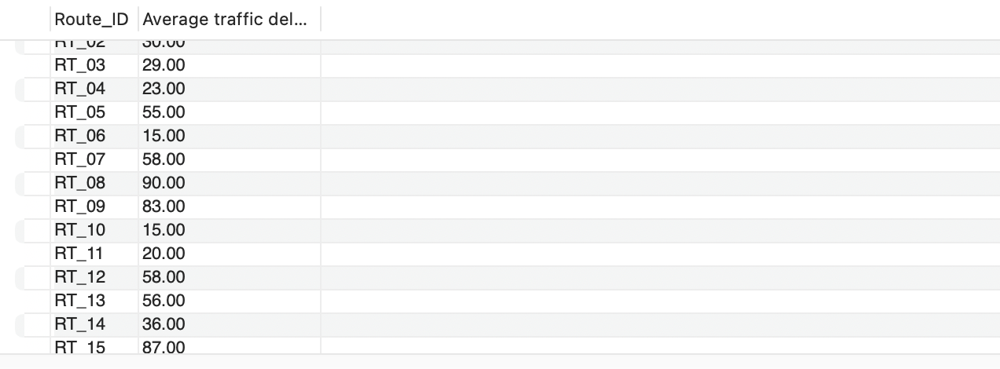 Route_ID Average traffic del...
RT_02 30.00
RT_03 29.00
RT_04 23.00
RT_05 55.00
RT_06 15.00
RT_07 58.00
RT_08 90.00
RT_09 83.00
RT_10 15.00
RT_11 20.00
RT_12 58.00
RT_13 56.00
RT_14 36.00
RT_15 87.00